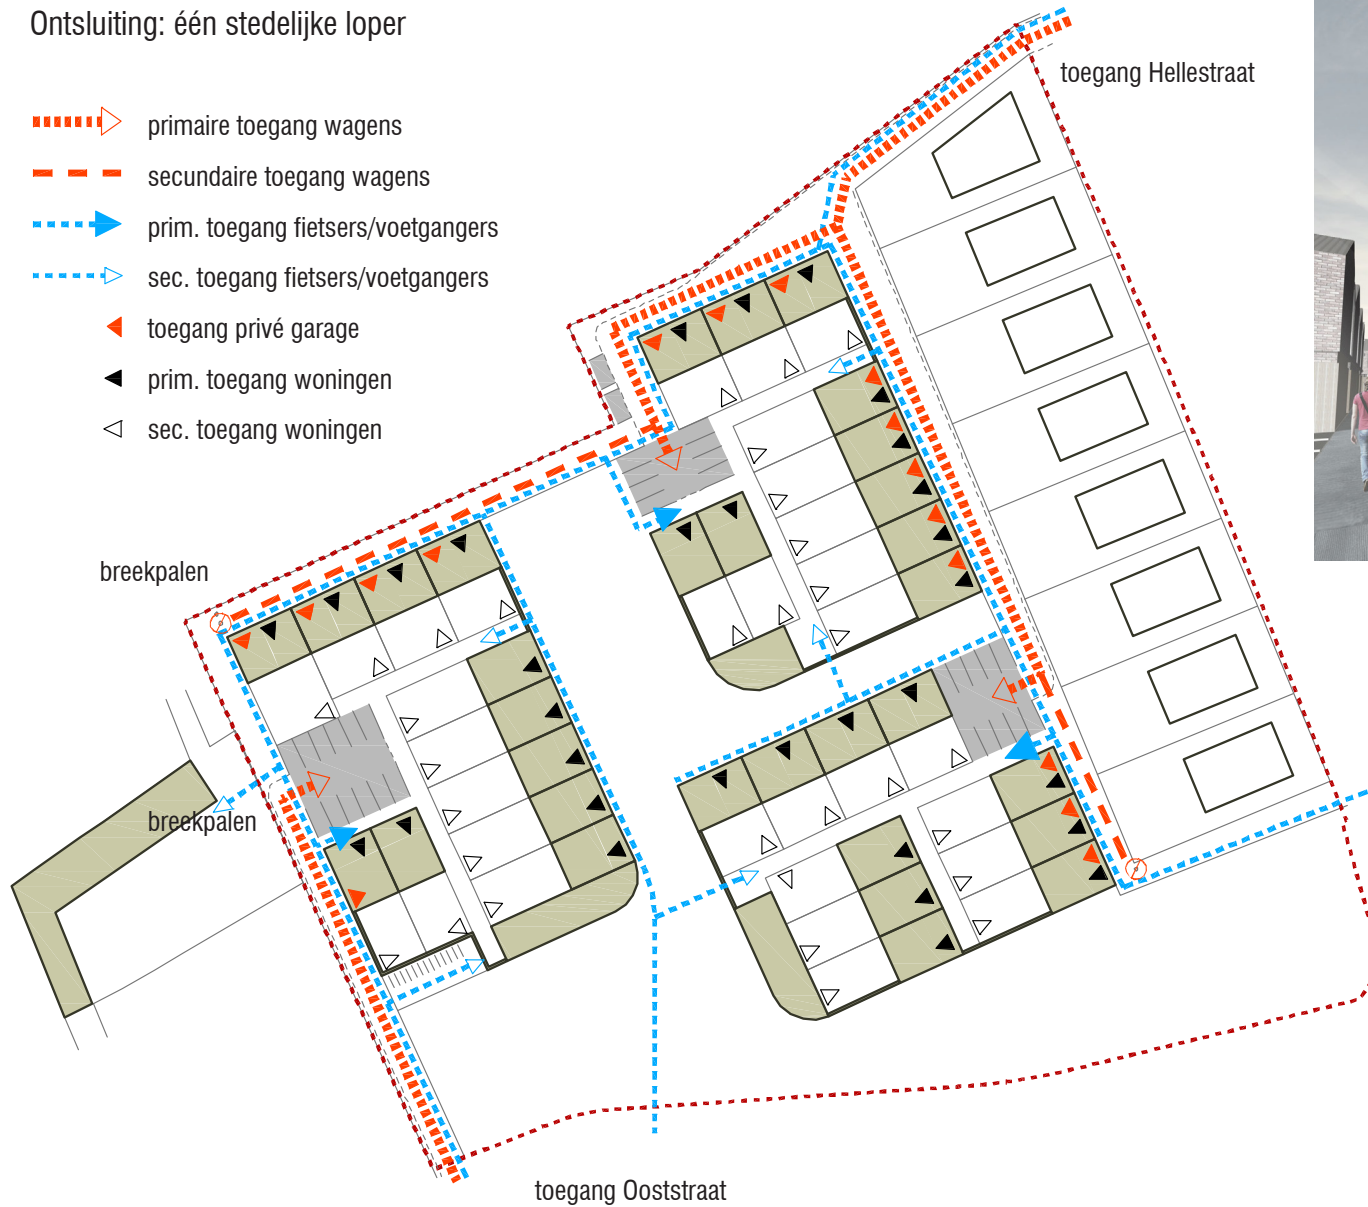 Ontsluiting: één stedelijke loper
toegang Hellestraat
primaire toegang wagens
secundaire toegang wagens
prim. toegang fietsers/voetgangers
sec. toegang fietsers/voetgangers
toegang privé garage
prim. toegang woningen
sec. toegang woningen
breekpalen
breekpalen
toegang Ooststraat